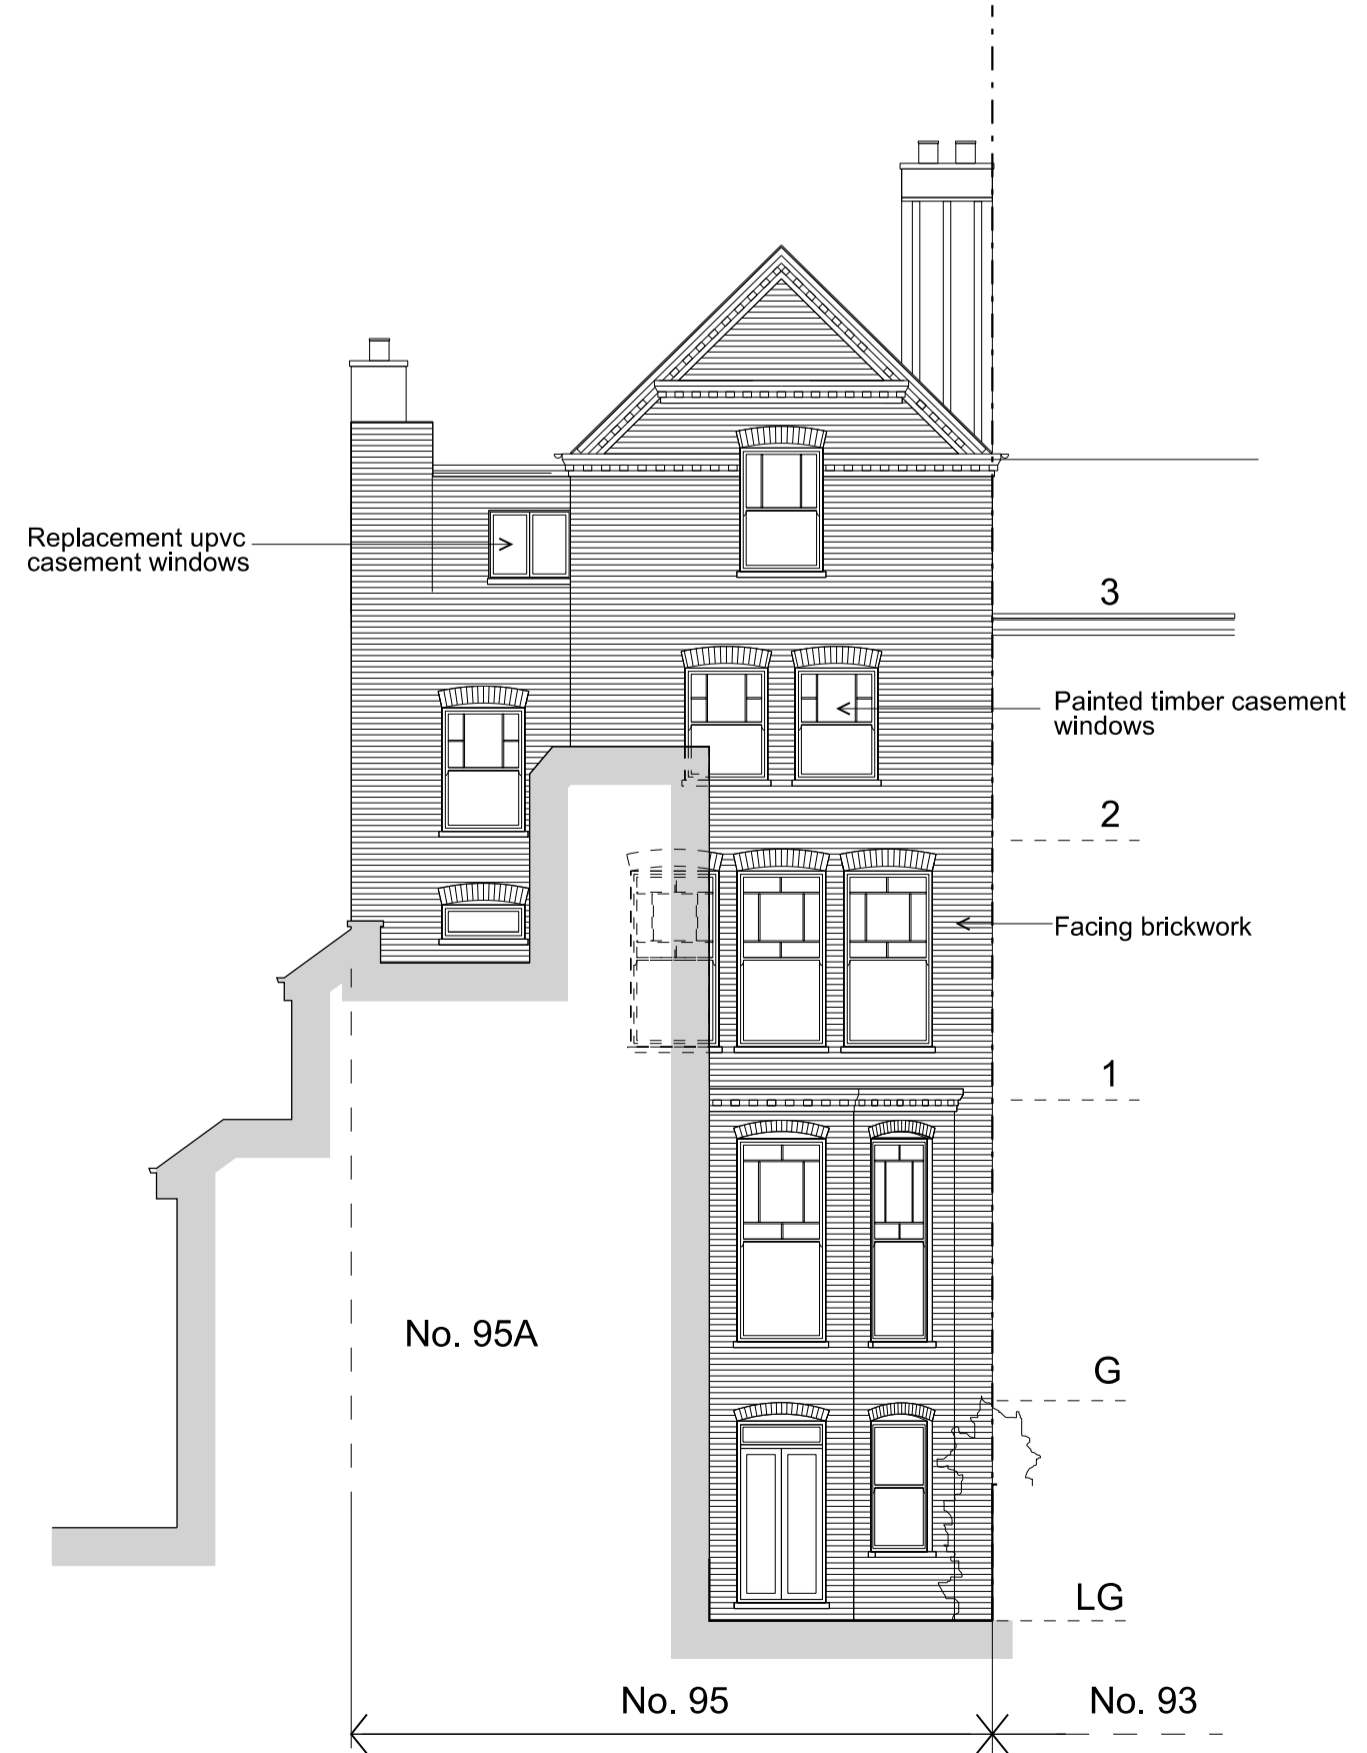 Replacement upvc
casement windows
3
Painted timber casement
windows
2
Facing brickwork
1
No. 95A
G
LG
No. 95
No. 93